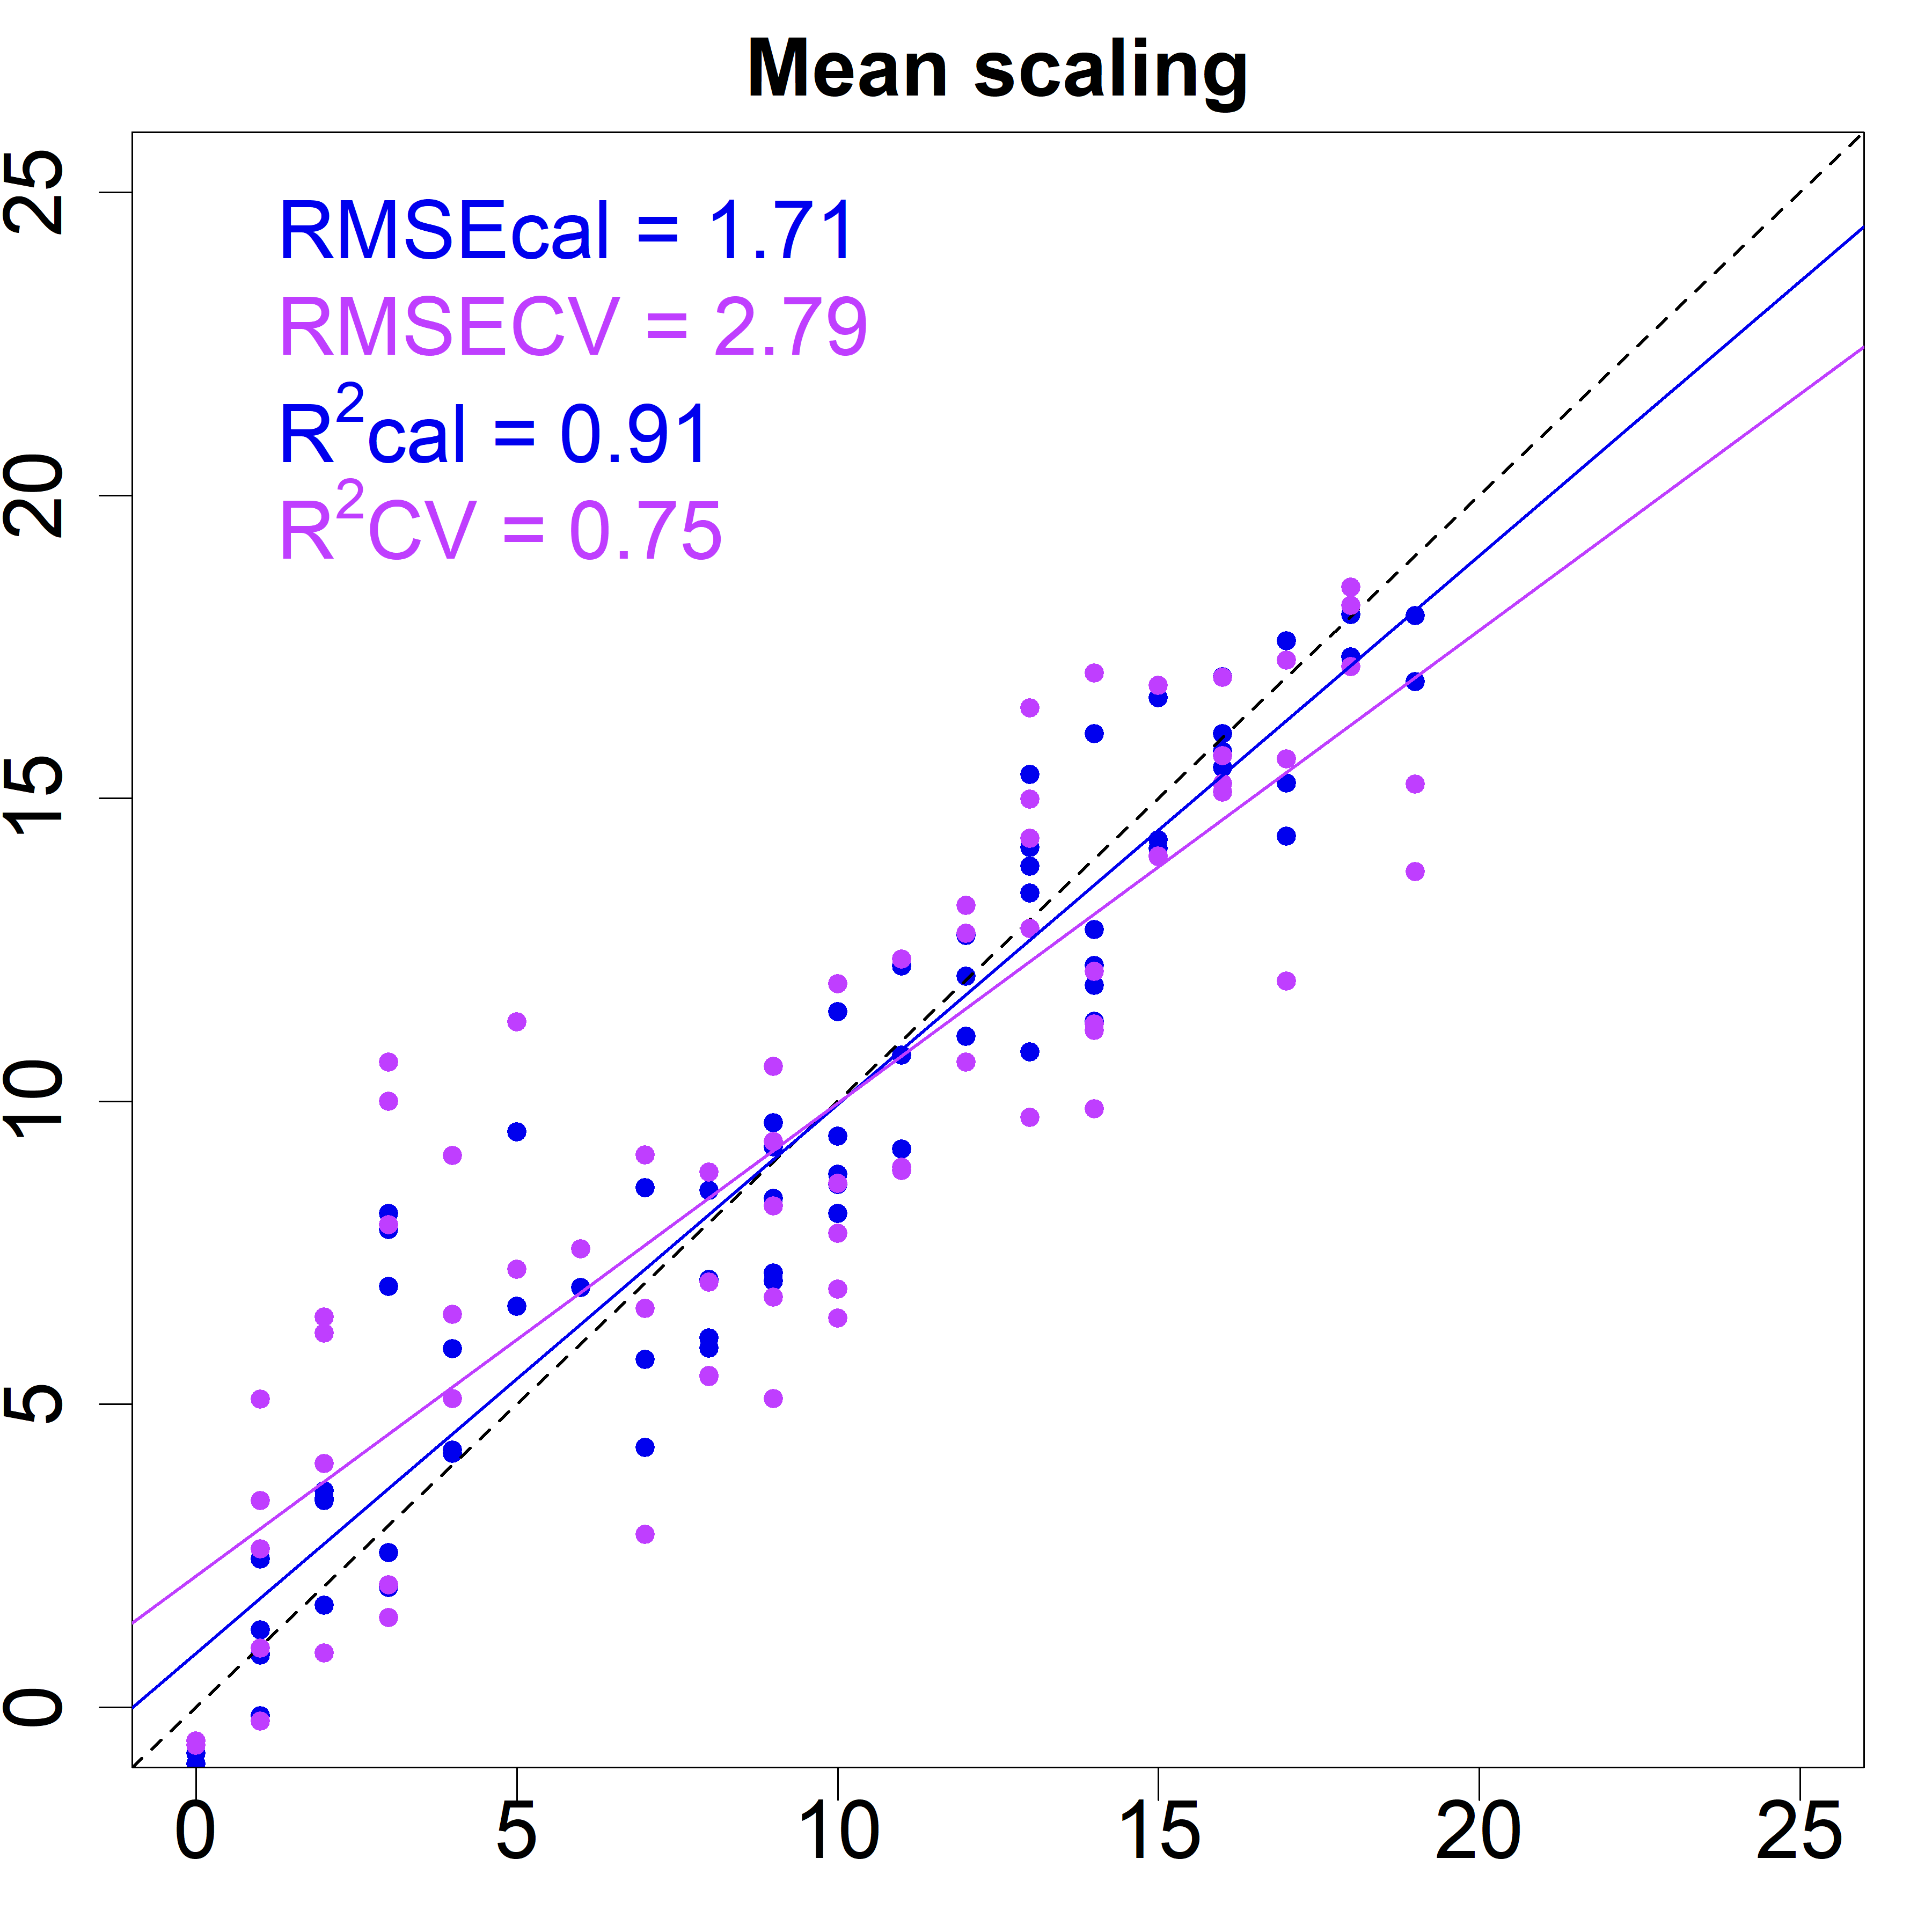 Mean scaling
25
20
15
10
5
0
RMSEcal = 1.71
RMSECV = 2.79
R²cal = 0.91
R²CV = 0.75
0 5 10 15 20 25